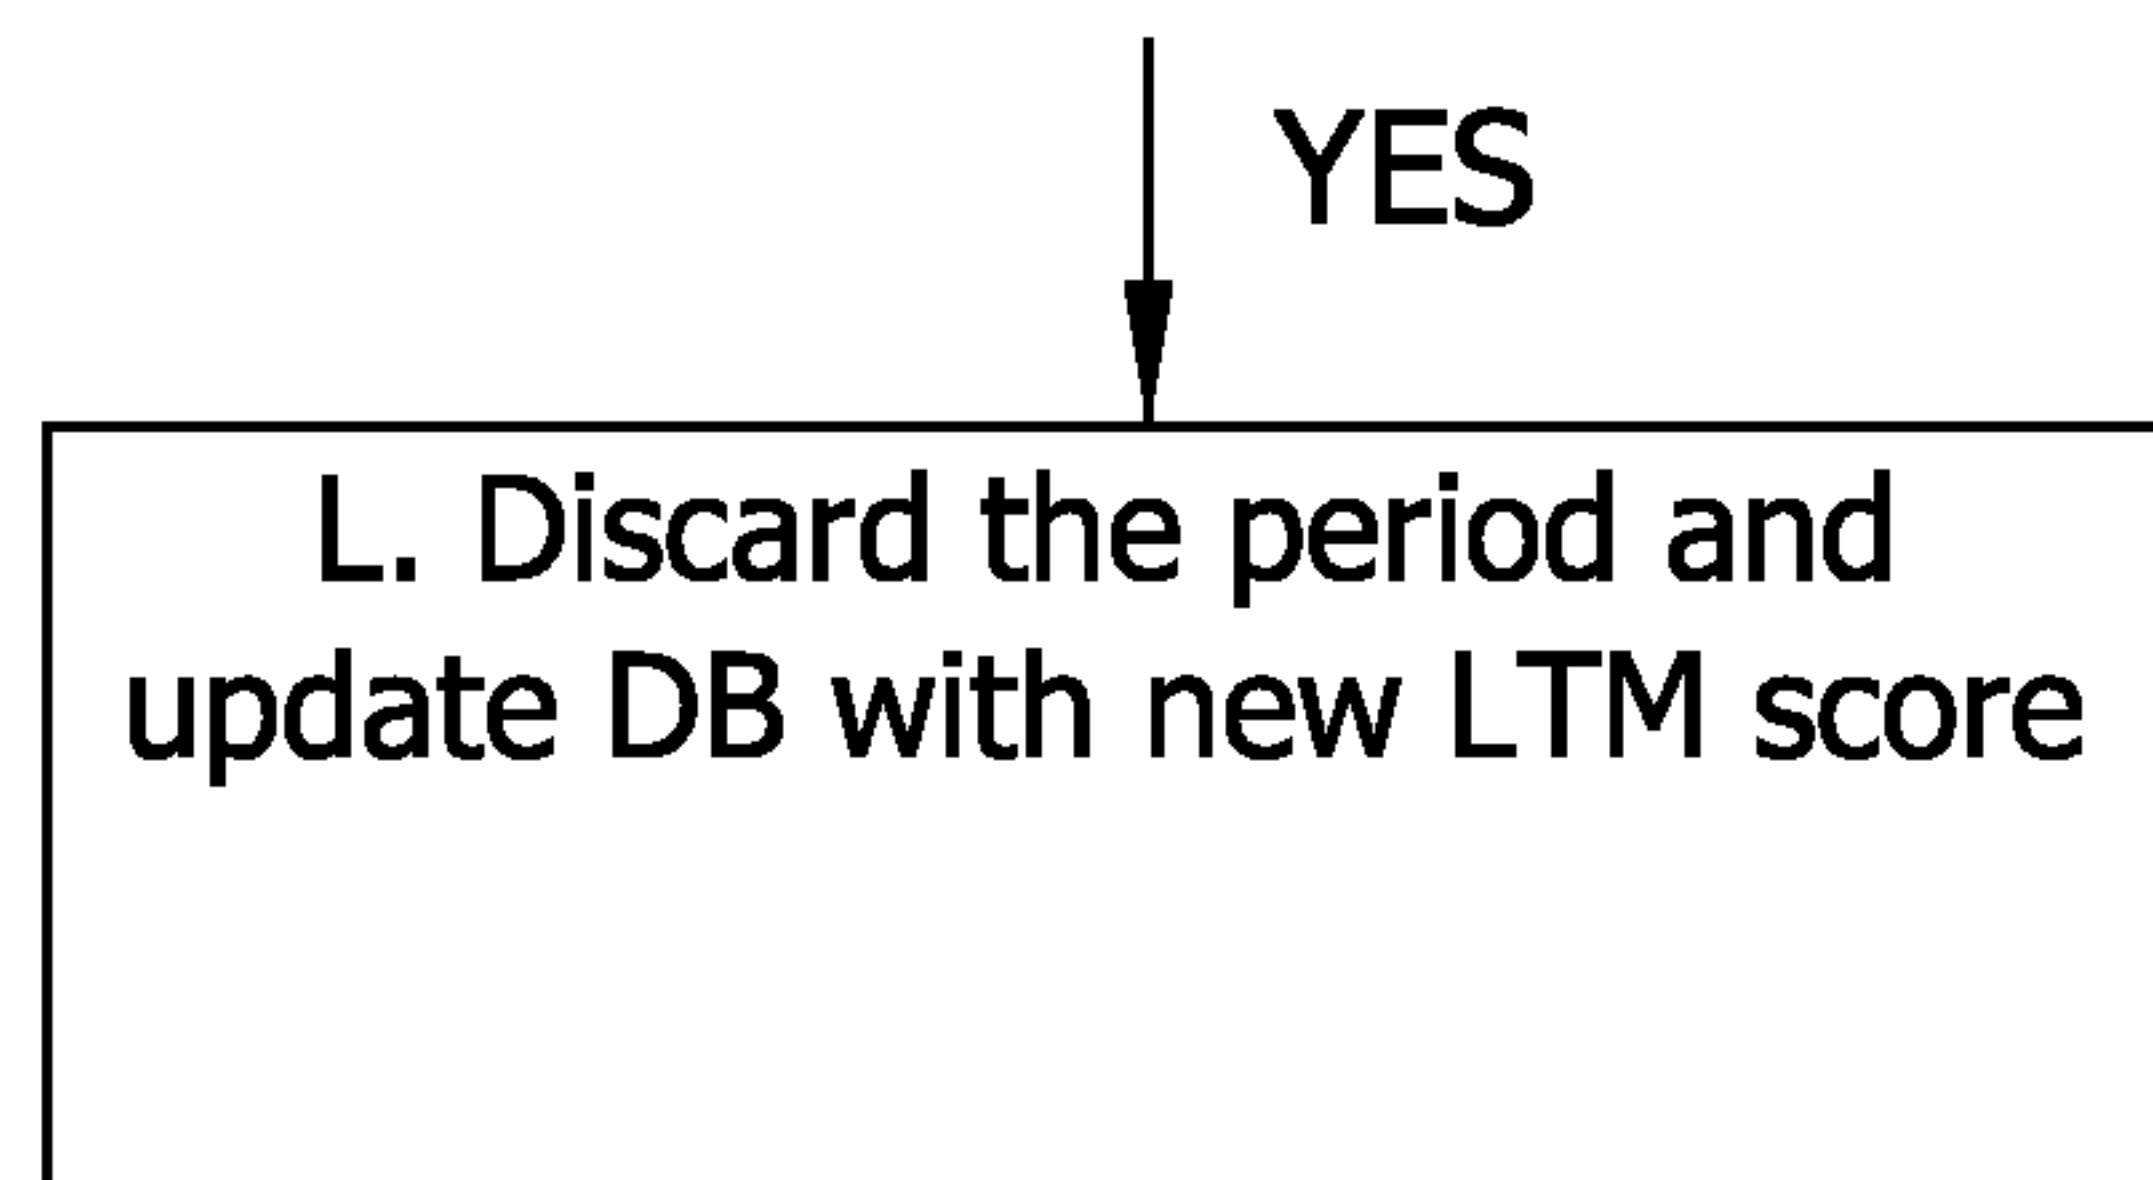 YES
L. Discard the period and
update DB with new LTM score